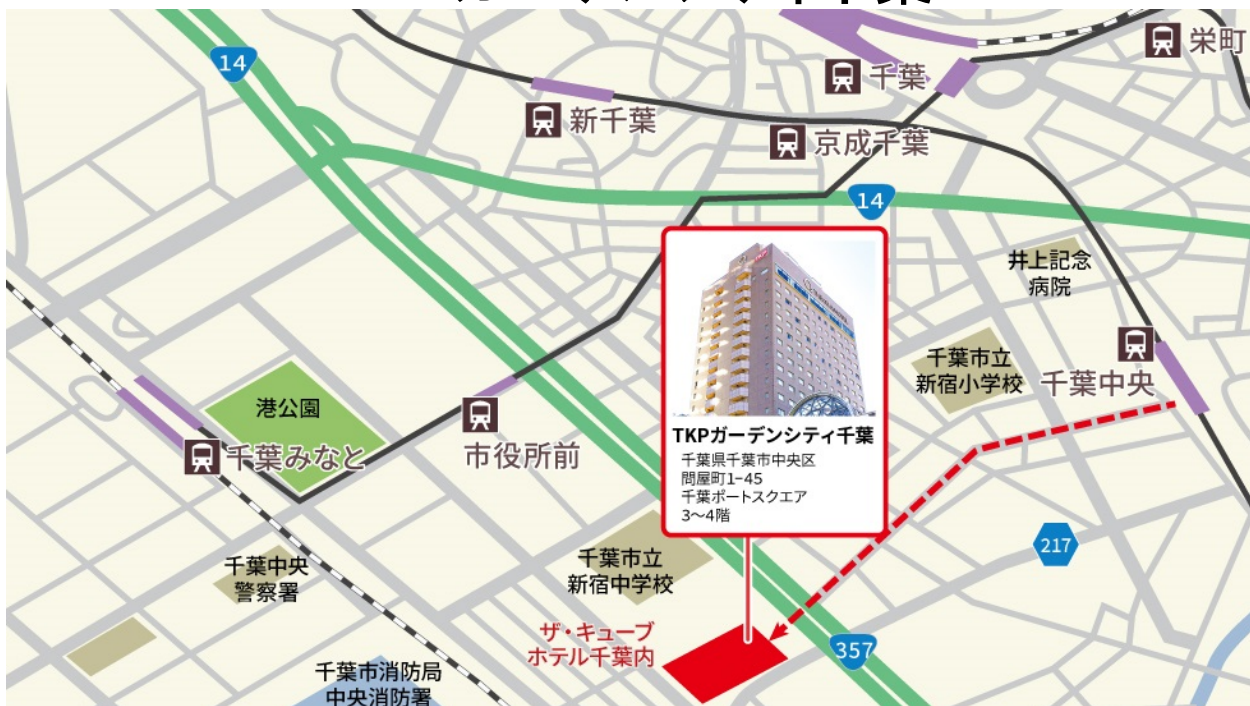 14
栄町
千葉
新千葉
京成千葉
14
井上記念
病院
千葉市立
新宿小学校
千葉中央
港公園
千葉みなと
市役所前
TKPガーデンシティ千葉
千葉県千葉市中央区
問屋町1-45
千葉ポートスクエア
3〜4階
217
千葉市立
新宿中学校
千葉中央
警察署
ザ・キューブ
ホテル千葉内
357
千葉市消防局
中央消防署